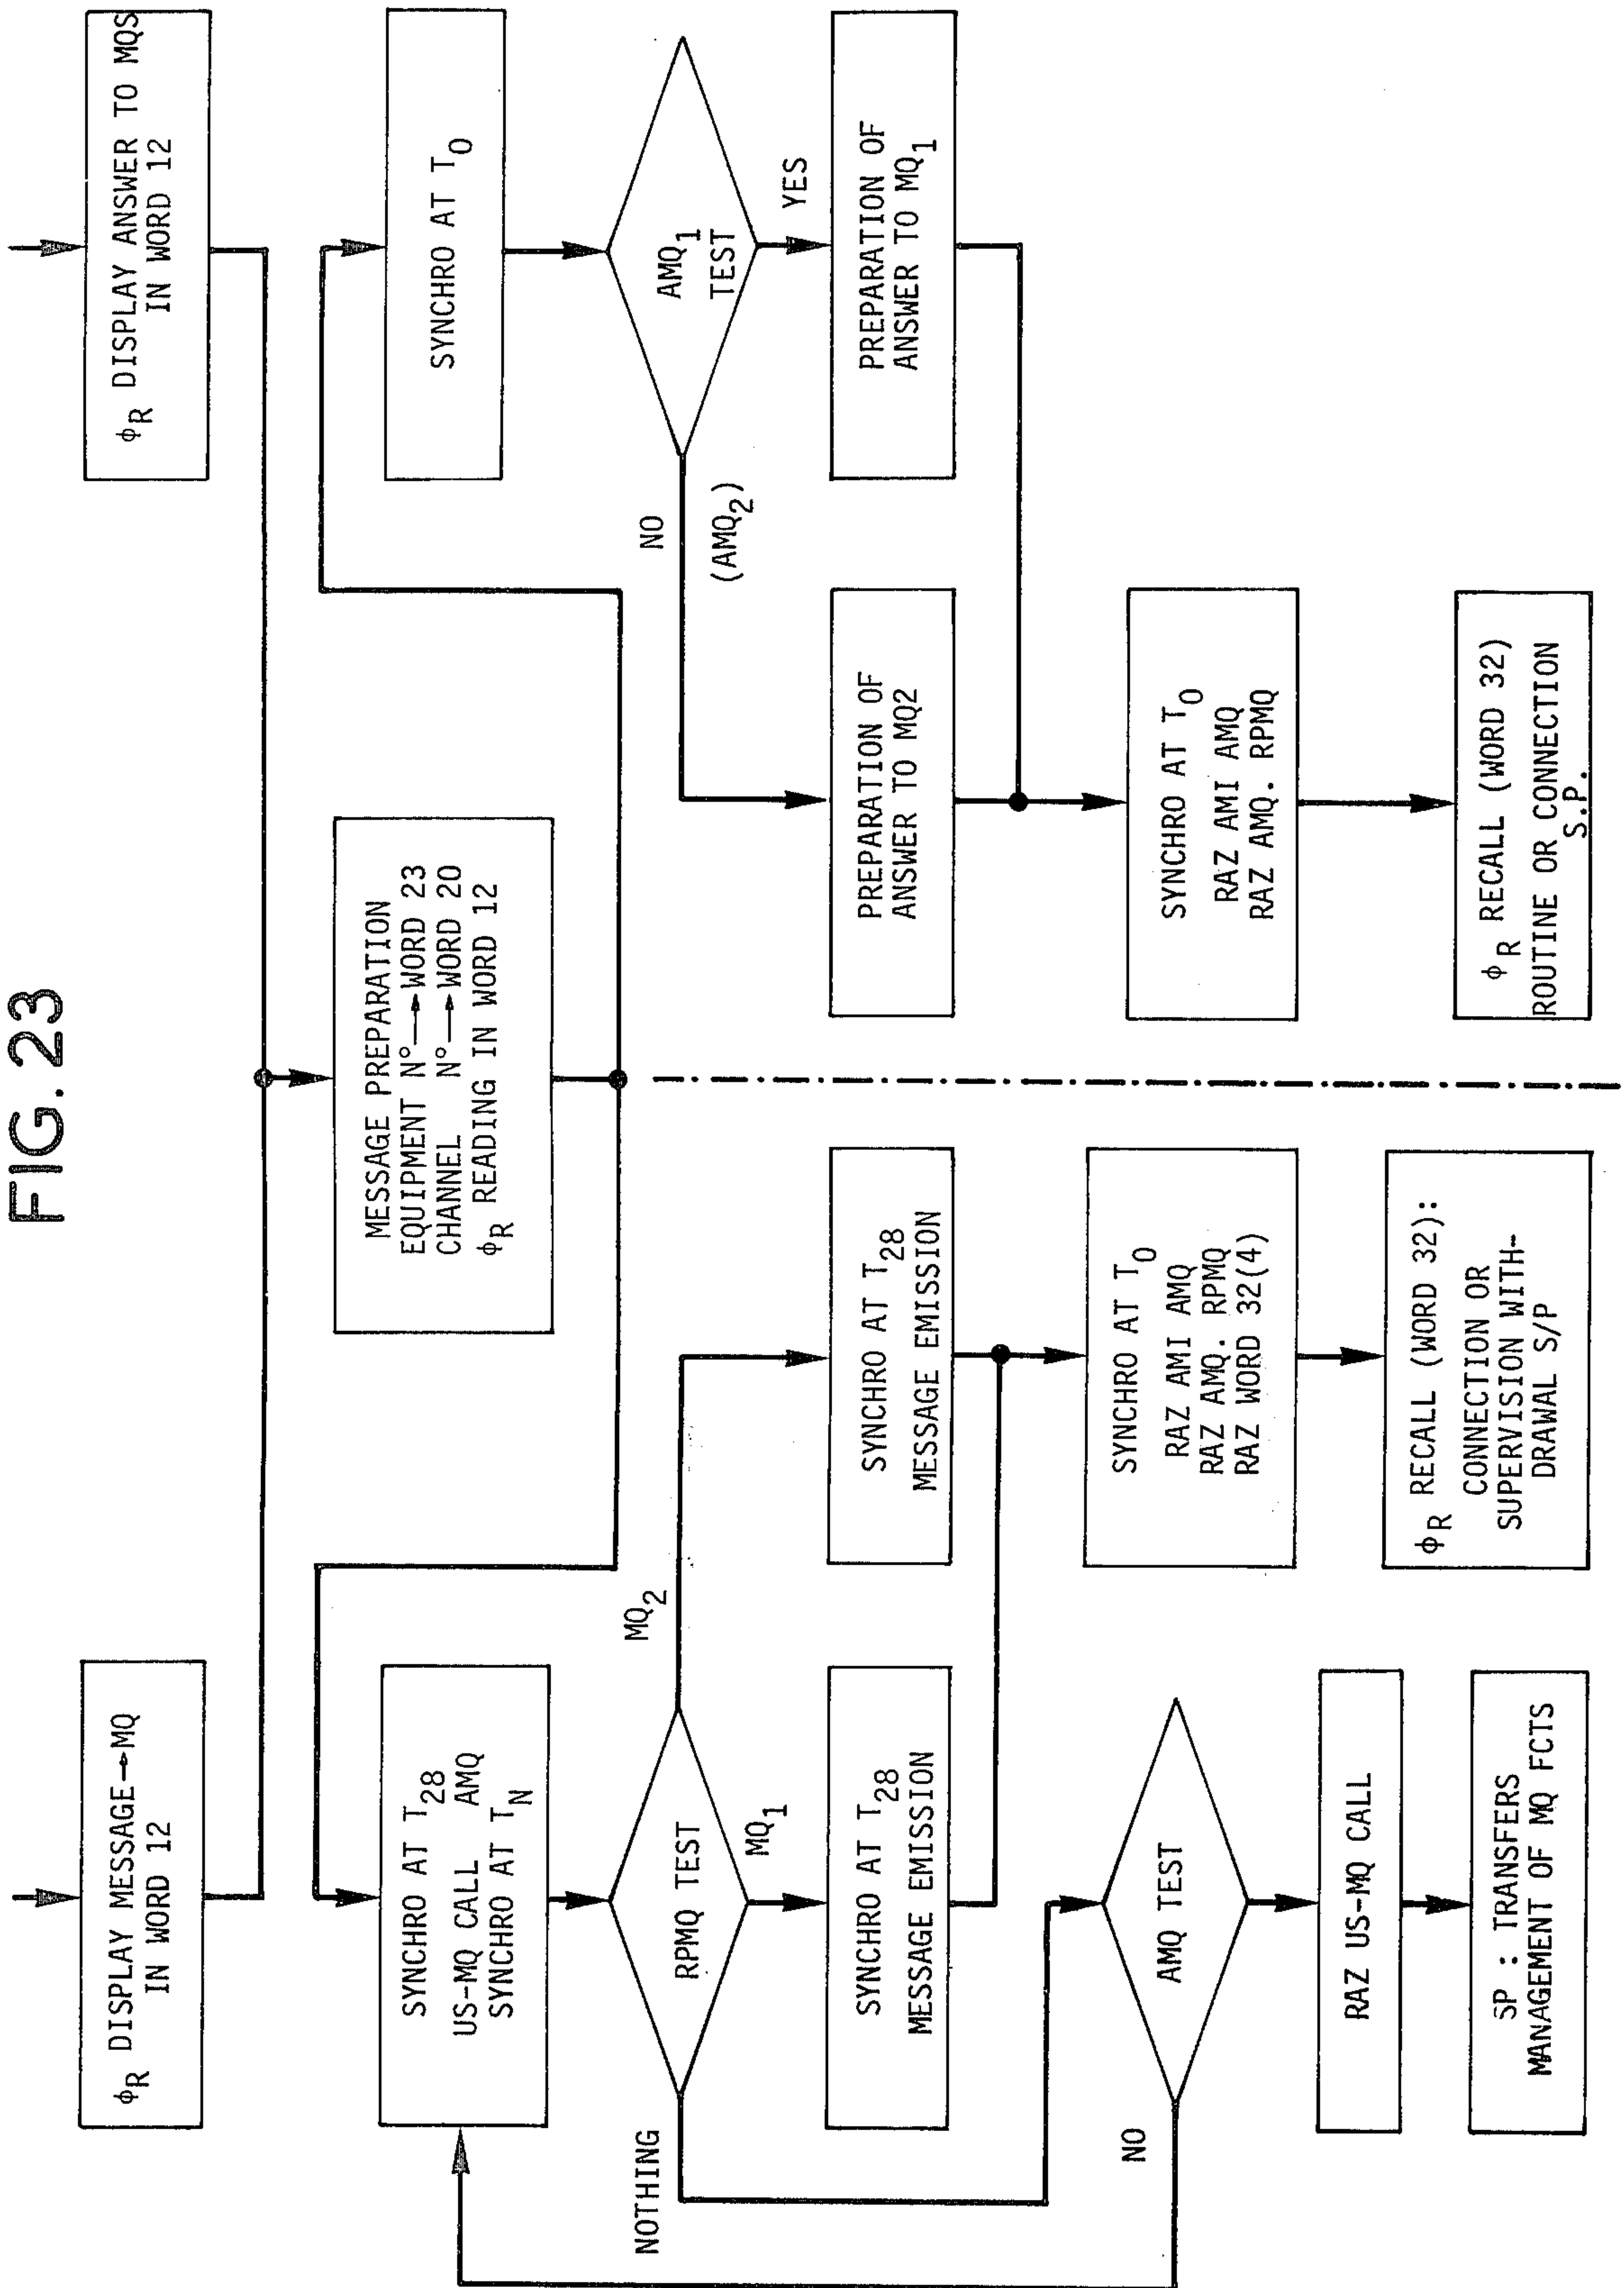 FIG. 23
ɸR DISPLAY MESSAGE→MQ
IN WORD 12
ɸR DISPLAY ANSWER TO MQS
IN WORD 12
MESSAGE PREPARATION
EQUIPMENT N°→WORD 23
CHANNEL N°→WORD 20
ɸR READING IN WORD 12
SYNCHRO AT T28
US-MQ CALL AMQ
SYNCHRO AT TN
SYNCHRO AT T0
RPMQ TEST
NOTHING
MQ1
MQ2
AMQ1
TEST
NO
(AMQ2)
YES
SYNCHRO AT T28
MESSAGE EMISSION
SYNCHRO AT T28
MESSAGE EMISSION
PREPARATION OF
ANSWER TO MQ2
PREPARATION OF
ANSWER TO MQ1
AMQ TEST
NO
SYNCHRO AT T0
RAZ AMI AMQ
RAZ AMQ. RPMQ
RAZ WORD 32(4)
SYNCHRO AT T0
RAZ AMI AMQ
RAZ AMQ. RPMQ
RAZ US-MQ CALL
SP : TRANSFERS
MANAGEMENT OF MQ FCTS
ɸR RECALL (WORD 32):
CONNECTION OR
SUPERVISION WITH-
DRAWAL S/P
ɸR RECALL (WORD 32)
ROUTINE OR CONNECTION
S.P.